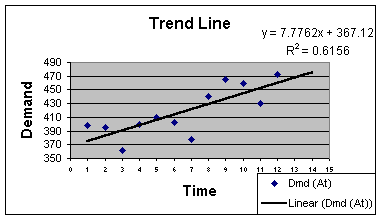 Trend Line
y = 7.7762x + 367.12
R² = 0.6156
490
470
450
430
410
390
370
350
0 1 2 3 4 5 6 7 8 9 10 11 12 13 14 15
Demand
Time
Dmd (At)
Linear (Dmd (At))